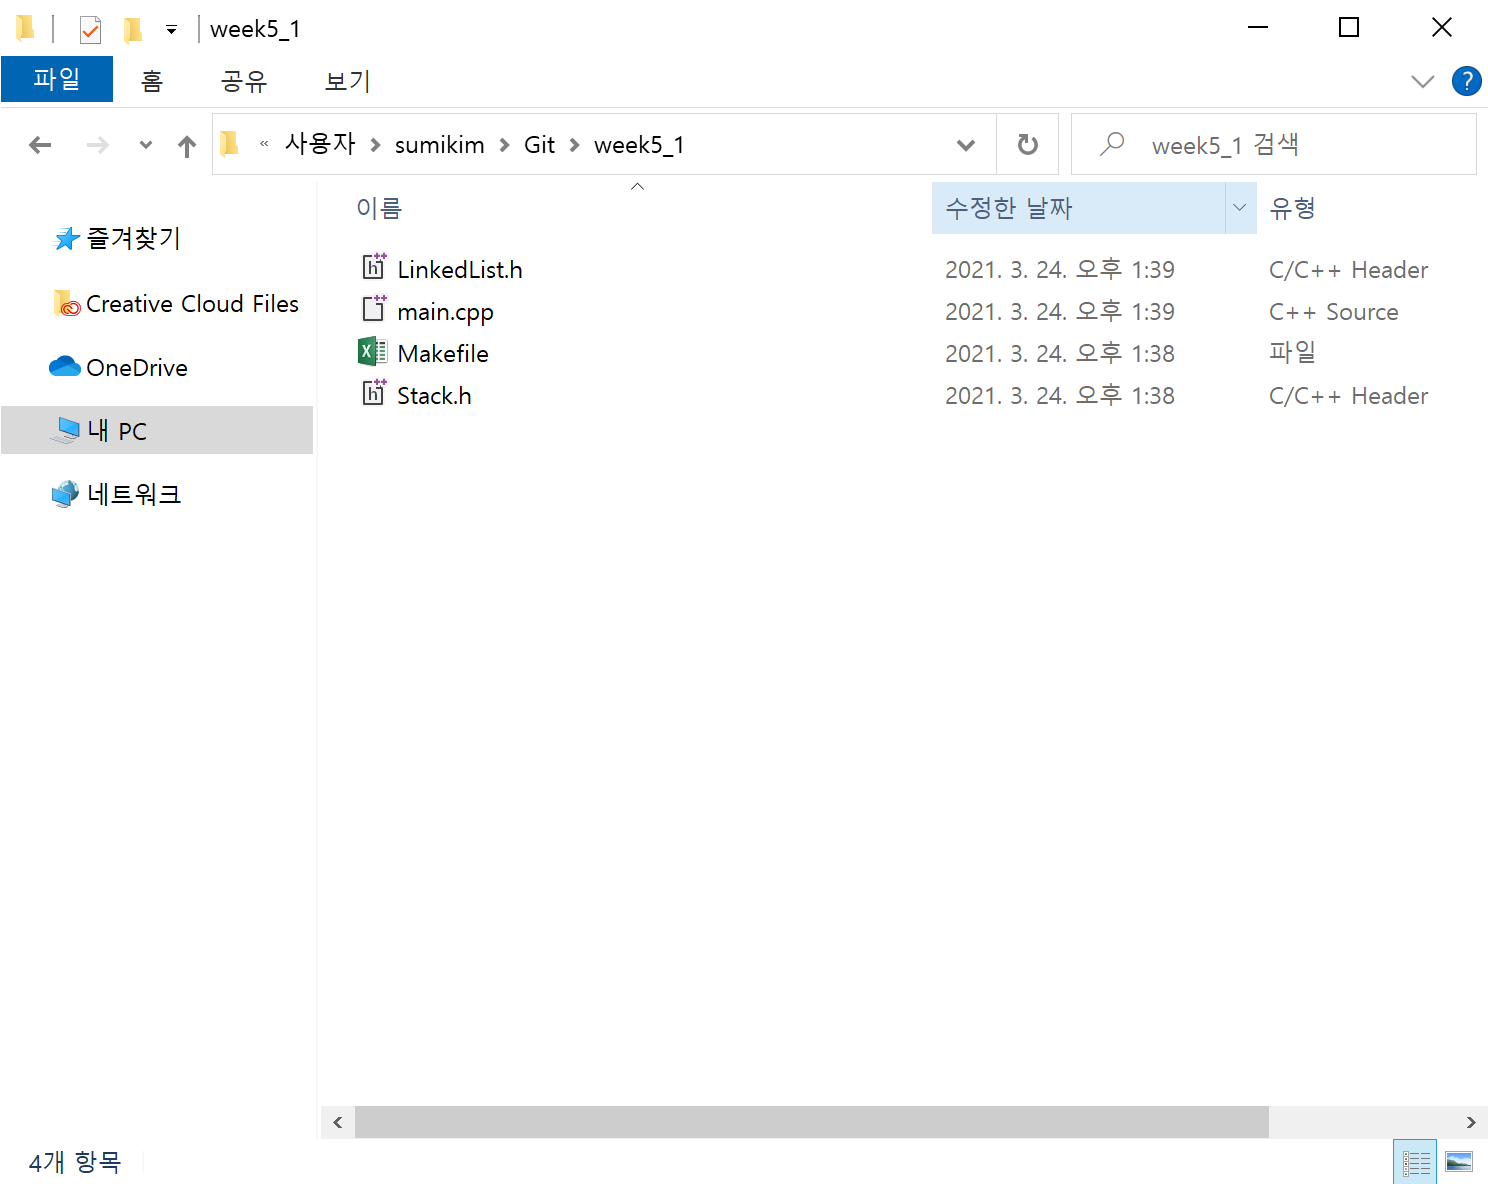 week5_1
파일 홈 공유 보기
« 사용자 > sumikim > Git > week5_1
week5_1 검색
즐겨찾기
Creative Cloud Files
OneDrive
내 PC
네트워크
이름 수정한 날짜 유형
LinkedList.h 2021. 3. 24. 오후 1:39 C/C++ Header
main.cpp 2021. 3. 24. 오후 1:39 C++ Source
Makefile 2021. 3. 24. 오후 1:38 파일
Stack.h 2021. 3. 24. 오후 1:38 C/C++ Header
4개 항목